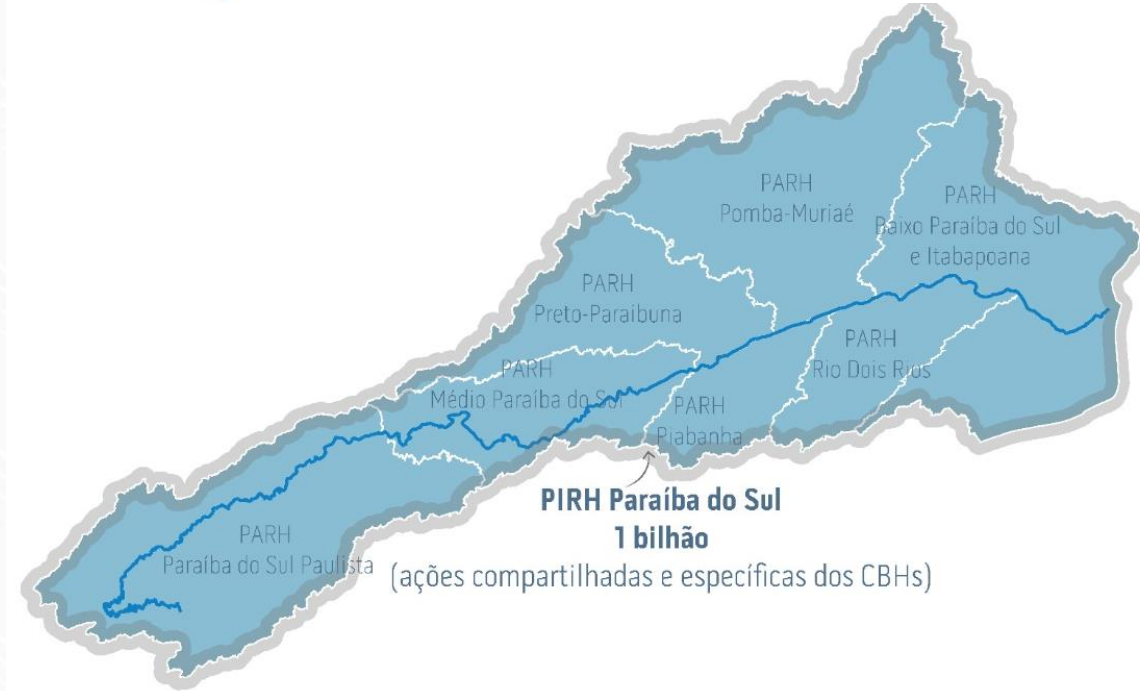 PARH
Pomba-Muriaé
PARH
Baixo Paraíba do Sul
e Itabapoana
PARH
Preto-Paraibuna
PARH
Rio Dois Rios
PARH
Médio Paraíba do Sul
PARH
Piabanha
PARH
Paraíba do Sul Paulista
PIRH Paraíba do Sul
1 bilhão
(ações compartilhadas e específicas dos CBHs)